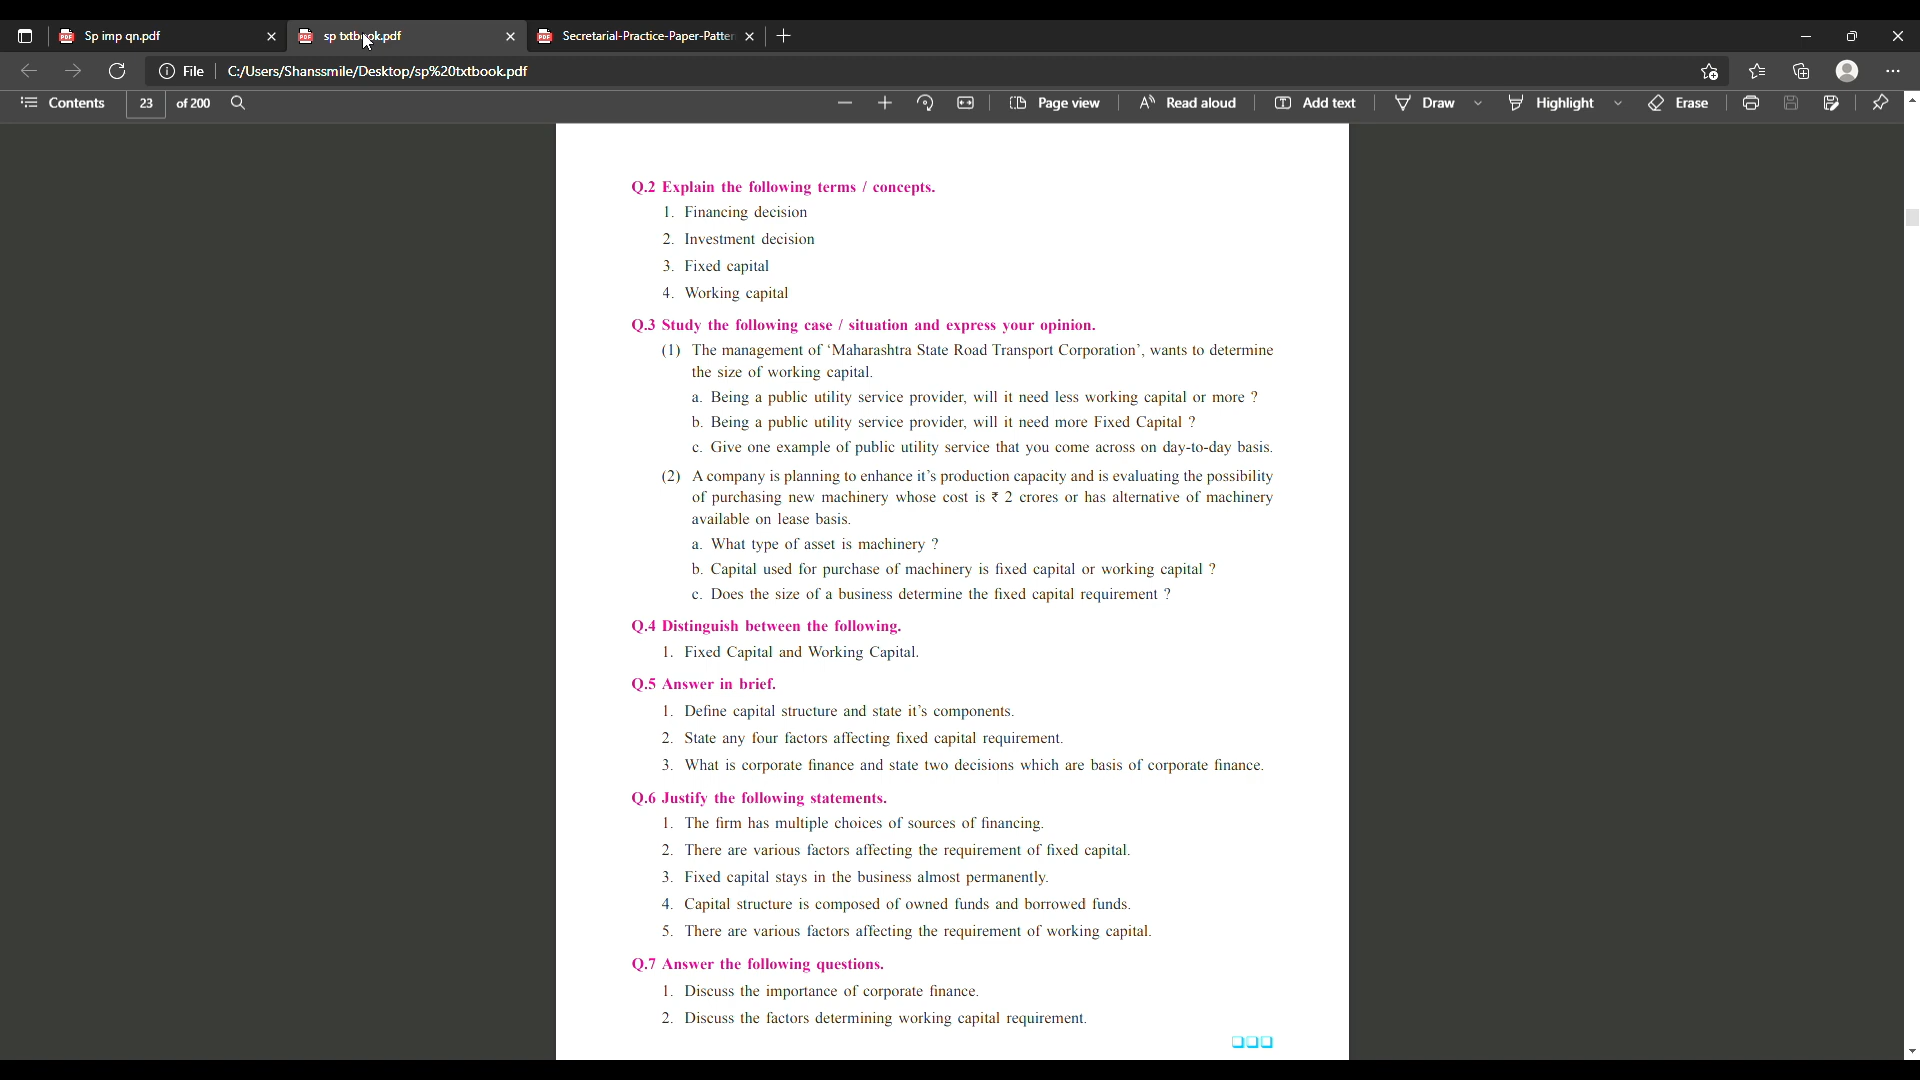 Sp imp qn.pdf
sp txtbook.pdf
Secretarial-Practice-Paper-Patter
File
C:/Users/Shanssmile/Desktop/sp%20txtbook.pdf
Contents
23
of 200
Page view
Read aloud
Add text
Draw
Highlight
Erase
Q.2 Explain the following terms / concepts.
1. Financing decision
2. Investment decision
3. Fixed capital
4. Working capital
Q.3 Study the following case / situation and express your opinion.
(1) The management of ‘Maharashtra State Road Transport Corporation’, wants to determine
the size of working capital.
a. Being a public utility service provider, will it need less working capital or more ?
b. Being a public utility service provider, will it need more Fixed Capital ?
c. Give one example of public utility service that you come across on day-to-day basis.
(2) A company is planning to enhance it’s production capacity and is evaluating the possibility
of purchasing new machinery whose cost is ₹ 2 crores or has alternative of machinery
available on lease basis.
a. What type of asset is machinery ?
b. Capital used for purchase of machinery is fixed capital or working capital ?
c. Does the size of a business determine the fixed capital requirement ?
Q.4 Distinguish between the following.
1. Fixed Capital and Working Capital.
Q.5 Answer in brief.
1. Define capital structure and state it’s components.
2. State any four factors affecting fixed capital requirement.
3. What is corporate finance and state two decisions which are basis of corporate finance.
Q.6 Justify the following statements.
1. The firm has multiple choices of sources of financing.
2. There are various factors affecting the requirement of fixed capital.
3. Fixed capital stays in the business almost permanently.
4. Capital structure is composed of owned funds and borrowed funds.
5. There are various factors affecting the requirement of working capital.
Q.7 Answer the following questions.
1. Discuss the importance of corporate finance.
2. Discuss the factors determining working capital requirement.